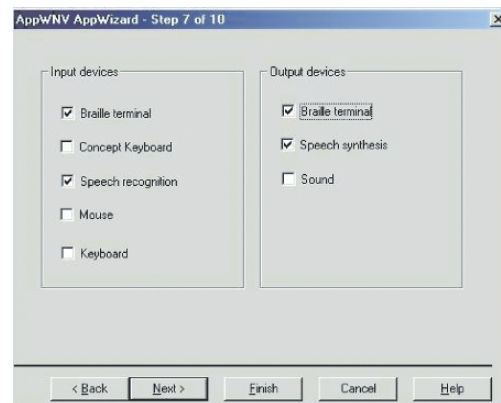 AppWNV AppWizard - Step 7 of 10
Input devices
Braille terminal
Concept Keyboard
Speech recognition
Mouse
Keyboard
Output devices
Braille terminal
Speech synthesis
Sound
< Back Next > Finish Cancel Help